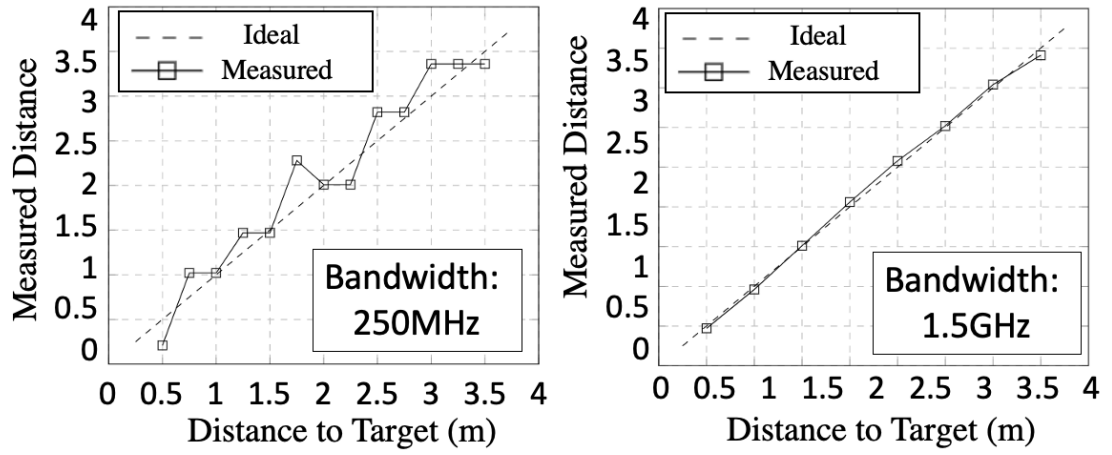 Ideal
Measured
4
3.5
3
2.5
2
1.5
1
0.5
0
Measured Distance
Bandwidth:
250MHz
0 0.5 1 1.5 2 2.5 3 3.5 4
Distance to Target (m)
Ideal
Measured
4
3.5
3
2.5
2
1.5
1
0.5
0
Measured Distance
Bandwidth:
1.5GHz
0 0.5 1 1.5 2 2.5 3 3.5 4
Distance to Target (m)